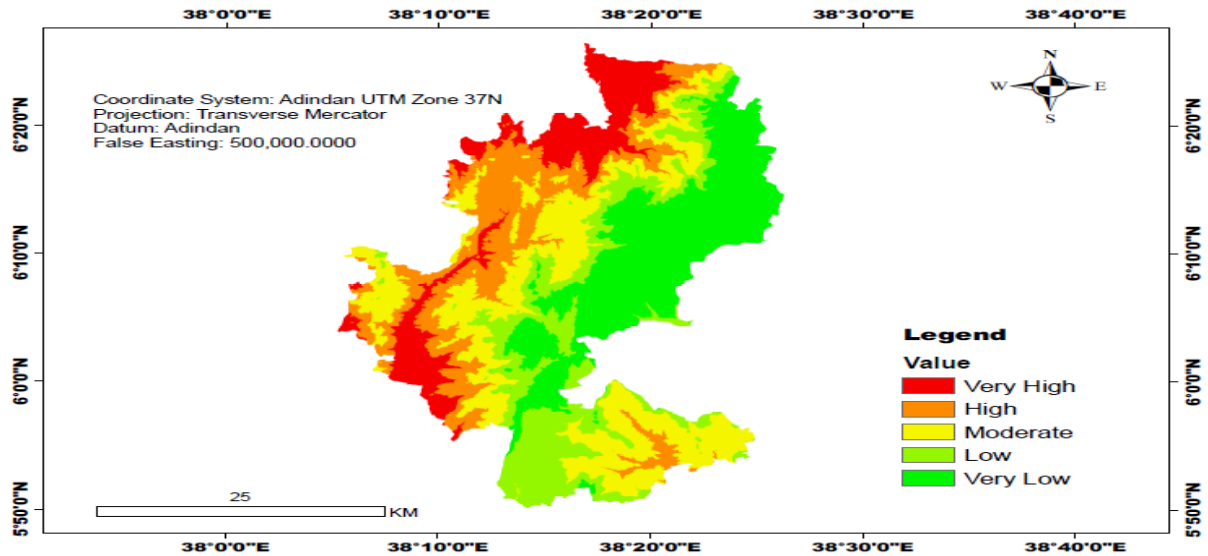 38°0'0"E 38°10'0"E 38°20'0"E 38°30'0"E 38°40'0"E
N
W E
S
Coordinate System: Adindan UTM Zone 37N
Projection: Transverse Mercator
Datum: Adindan
False Easting: 500,000.0000
6°20'0"N 6°20'0"N
6°10'0"N 6°10'0"N
Legend
Value
Very High
6°0'0"N 6°0'0"N
High
Moderate
Low
Very Low
25
KM
5°50'0"N 5°50'0"N
38°0'0"E 38°10'0"E 38°20'0"E 38°30'0"E 38°40'0"E